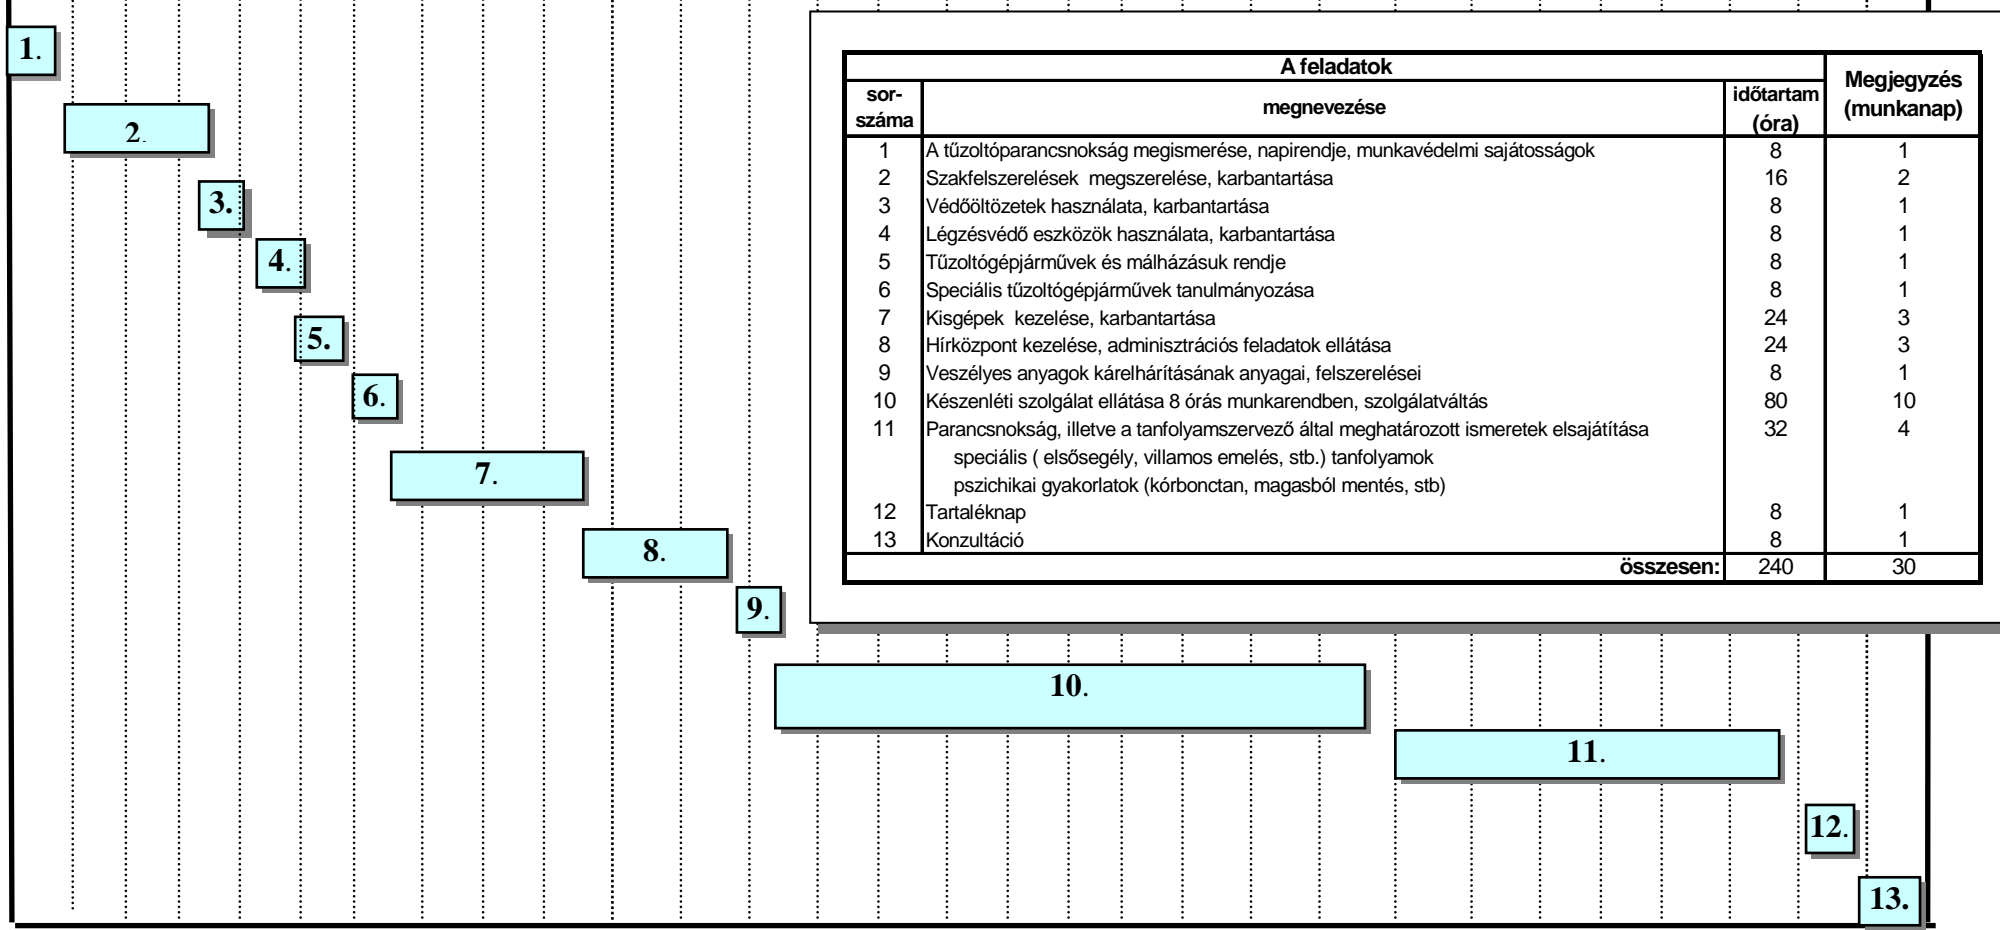 1.
2.
3.
4.
5.
6.
7.
8.
9.
10.
11.
12.
13.
A feladatok
Megjegyzés
(munkanap)
sor-
száma
megnevezése
időtartam
(óra)
1 A tűzoltóparancsnokság megismerése, napirendje, munkavédelmi sajátosságok 8 1
2 Szakfelszerelések megszerelése, karbantartása 16 2
3 Védőöltözetek használata, karbantartása 8 1
4 Légzésvédő eszközök használata, karbantartása 8 1
5 Tűzoltógépjárművek és málházásuk rendje 8 1
6 Speciális tűzoltógépjárművek tanulmányozása 8 1
7 Kisgépek kezelése, karbantartása 24 3
8 Hírközpont kezelése, adminisztrációs feladatok ellátása 24 3
9 Veszélyes anyagok kárelhárításának anyagai, felszerelései 8 1
10 Készenléti szolgálat ellátása 8 órás munkarendben, szolgálatváltás 80 10
11 Parancsnokság, illetve a tanfolyamszervező által meghatározott ismeretek elsajátítása 32 4
speciális ( elsősegély, villamos emelés, stb.) tanfolyamok
pszichikai gyakorlatok (kórbonctan, magasból mentés, stb)
12 Tartaléknap 8 1
13 Konzultáció 8 1
összesen: 240 30